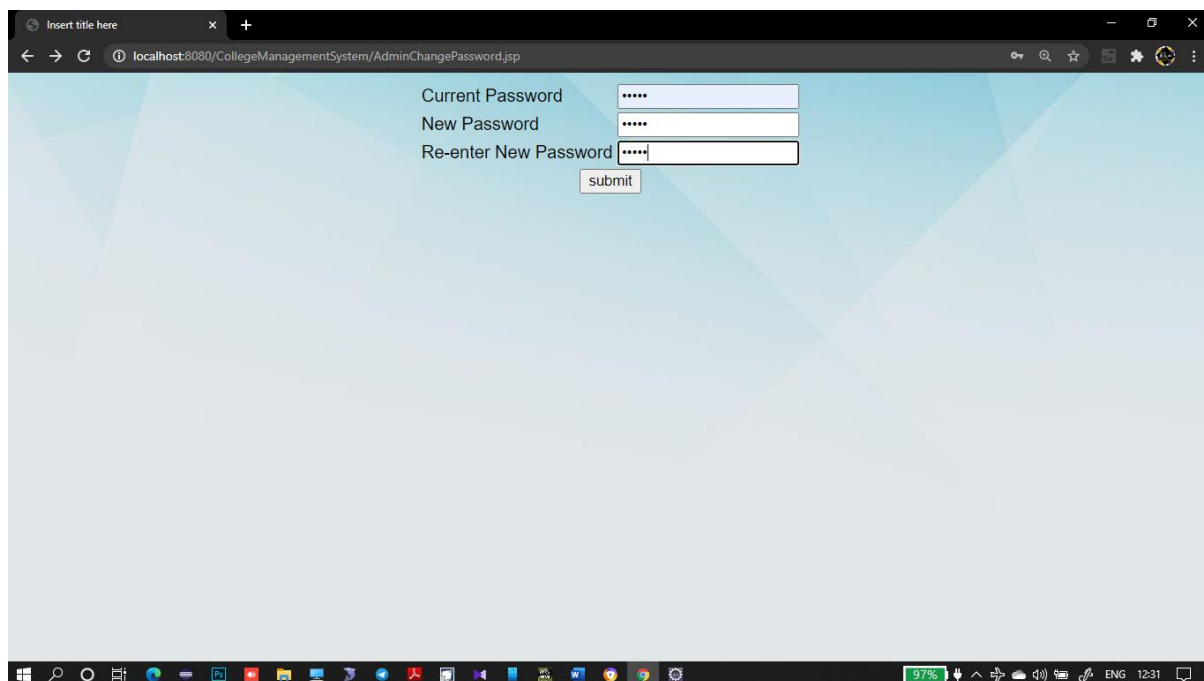 Insert title here
localhost:8080/CollegeManagementSystem/AdminChangePassword.jsp
Current Password •••••
New Password •••••
Re-enter New Password •••••
submit
97% ENG 12:31